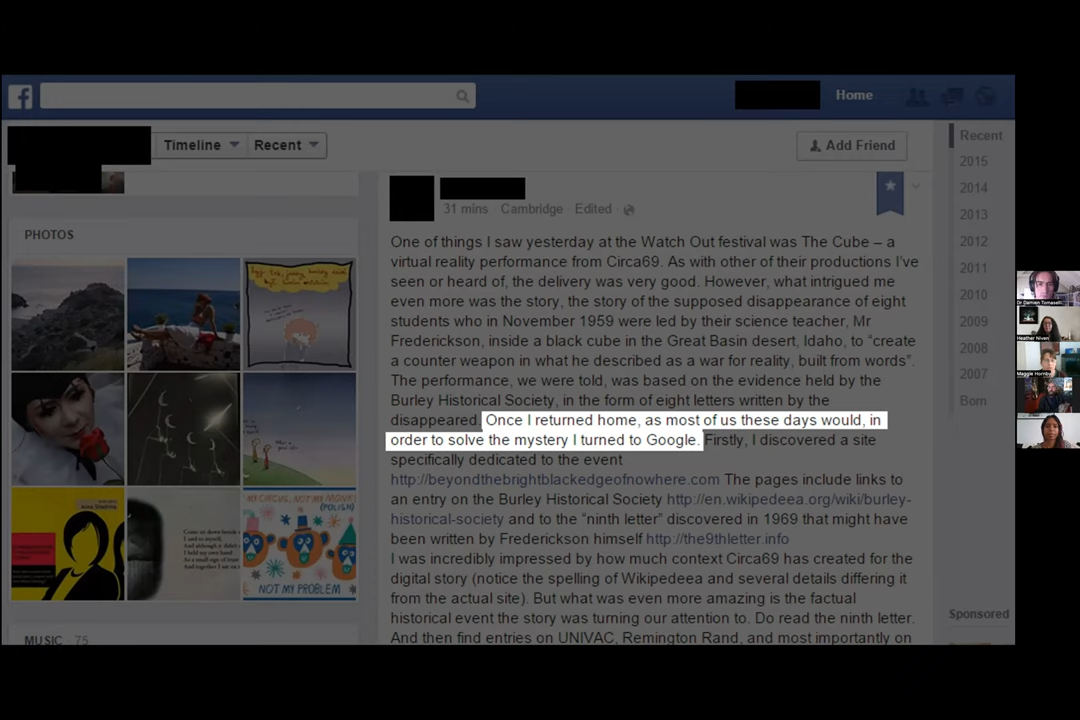 f
Home
Timeline
Recent
Add Friend
Recent
2015
2014
2013
2012
2011
2010
2009
2008
2007
Born
31 mins · Cambridge · Edited ·
PHOTOS
One of things I saw yesterday at the Watch Out festival was The Cube – a
virtual reality performance from Circa69. As with other of their productions I've
seen or heard of, the delivery was very good. However, what intrigued me
even more was the story, the story of the supposed disappearance of eight
students who in November 1959 were led by their science teacher, Mr
Frederickson, inside a black cube in the Great Basin desert, Idaho, to “create
a counter weapon in what he described as a war for reality, built from words”.
The performance, we were told, was based on the evidence held by the
Burley Historical Society, in the form of eight letters written by the
disappeared. Once I returned home, as most of us these days would, in
order to solve the mystery I turned to Google. Firstly, I discovered a site
specifically dedicated to the event
http://beyondthebrightblackedgeofnowhere.com The pages include links to
an entry on the Burley Historical Society http://en.wikipedeea.org/wiki/burley-
historical-society and to the “ninth letter” discovered in 1969 that might have
been written by Frederickson himself http://the9thletter.info
I was incredibly impressed by how much context Circa69 has created for the
digital story (notice the spelling of Wikipedeea and several details differing it
from the actual site). But what was even more amazing is the factual
historical event the story was turning our attention to. Do read the ninth letter.
And then find entries on UNIVAC, Remington Rand, and most importantly on
MY CIRCUS, NOT MY MONKEYS
(POLISH)
NOT MY PROBLEM
MUSIC 75
Sponsored
Heather Niven